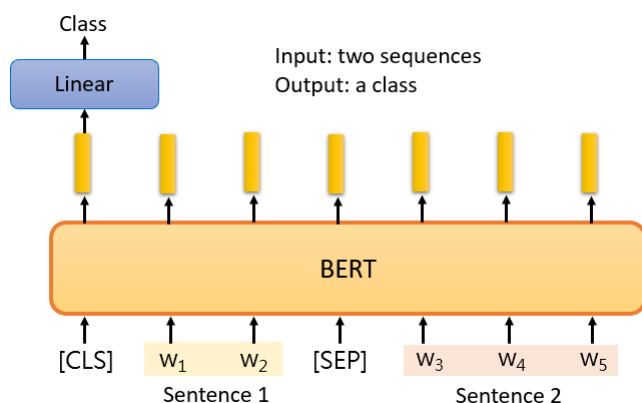 Class
Linear
Input: two sequences
Output: a class
BERT
[CLS] w1 w2 [SEP] w3 w4 w5
Sentence 1 Sentence 2